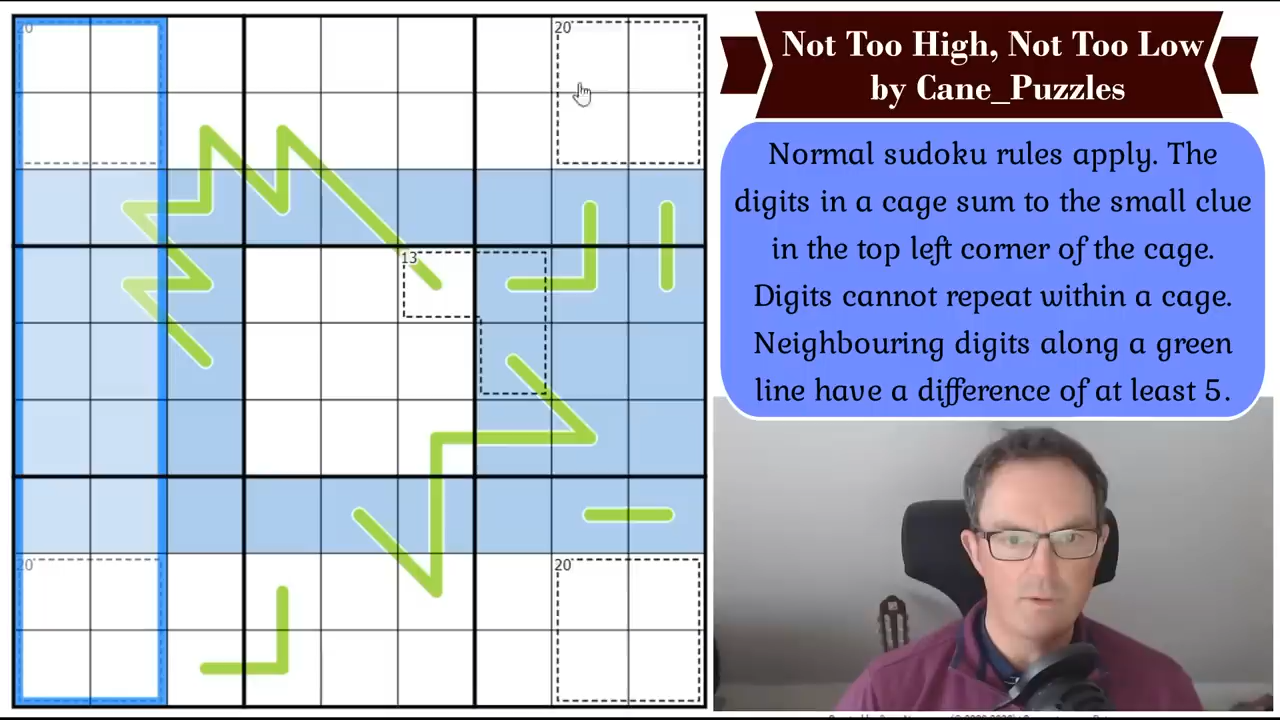 Not Too High, Not Too Low
by Cane_Puzzles
20
20
Normal sudoku rules apply. The
digits in a cage sum to the small clue
in the top left corner of the cage.
Digits cannot repeat within a cage.
Neighbouring digits along a green
line have a difference of at least 5.
13
20
20